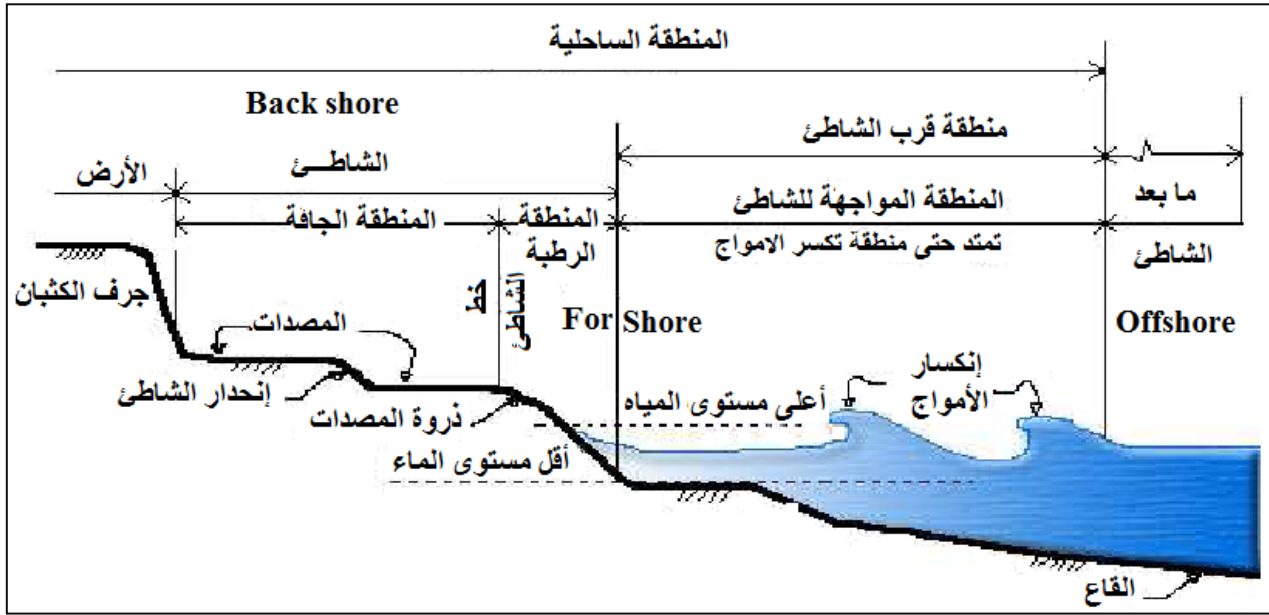 المنطقة الساحلية
Back shore
منطقة قرب الشاطئ
الأرض
الشاطــئ
المنطقة المواجهة للشاطئ
ما بعد
المنطقة الجافة
المنطقة
الرطبة
تمتد حتى منطقة تكسر الامواج
الشاطئ
جرف الكثبان
خط
الشاطئ
المصدات
For Shore
Offshore
إنحدار الشاطئ
ذروة المصدات
إنكسار
الأمواج
أعلى مستوى المياه
أقل مستوى الماء
القاع